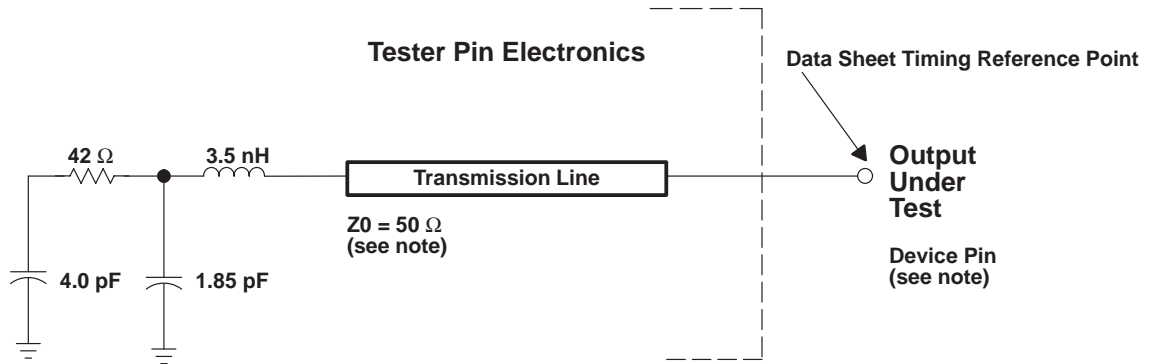 Tester Pin Electronics
Data Sheet Timing Reference Point
42 Ω
3.5 nH
Transmission Line
Output
Under
Test
Z0 = 50 Ω
(see note)
Device Pin
(see note)
4.0 pF
1.85 pF